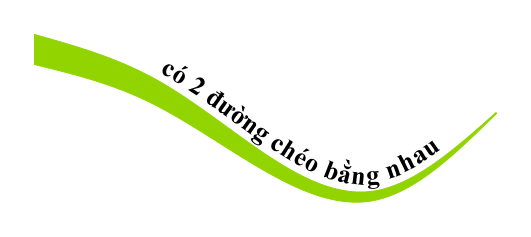 có 2 đường chéo bằng nhau